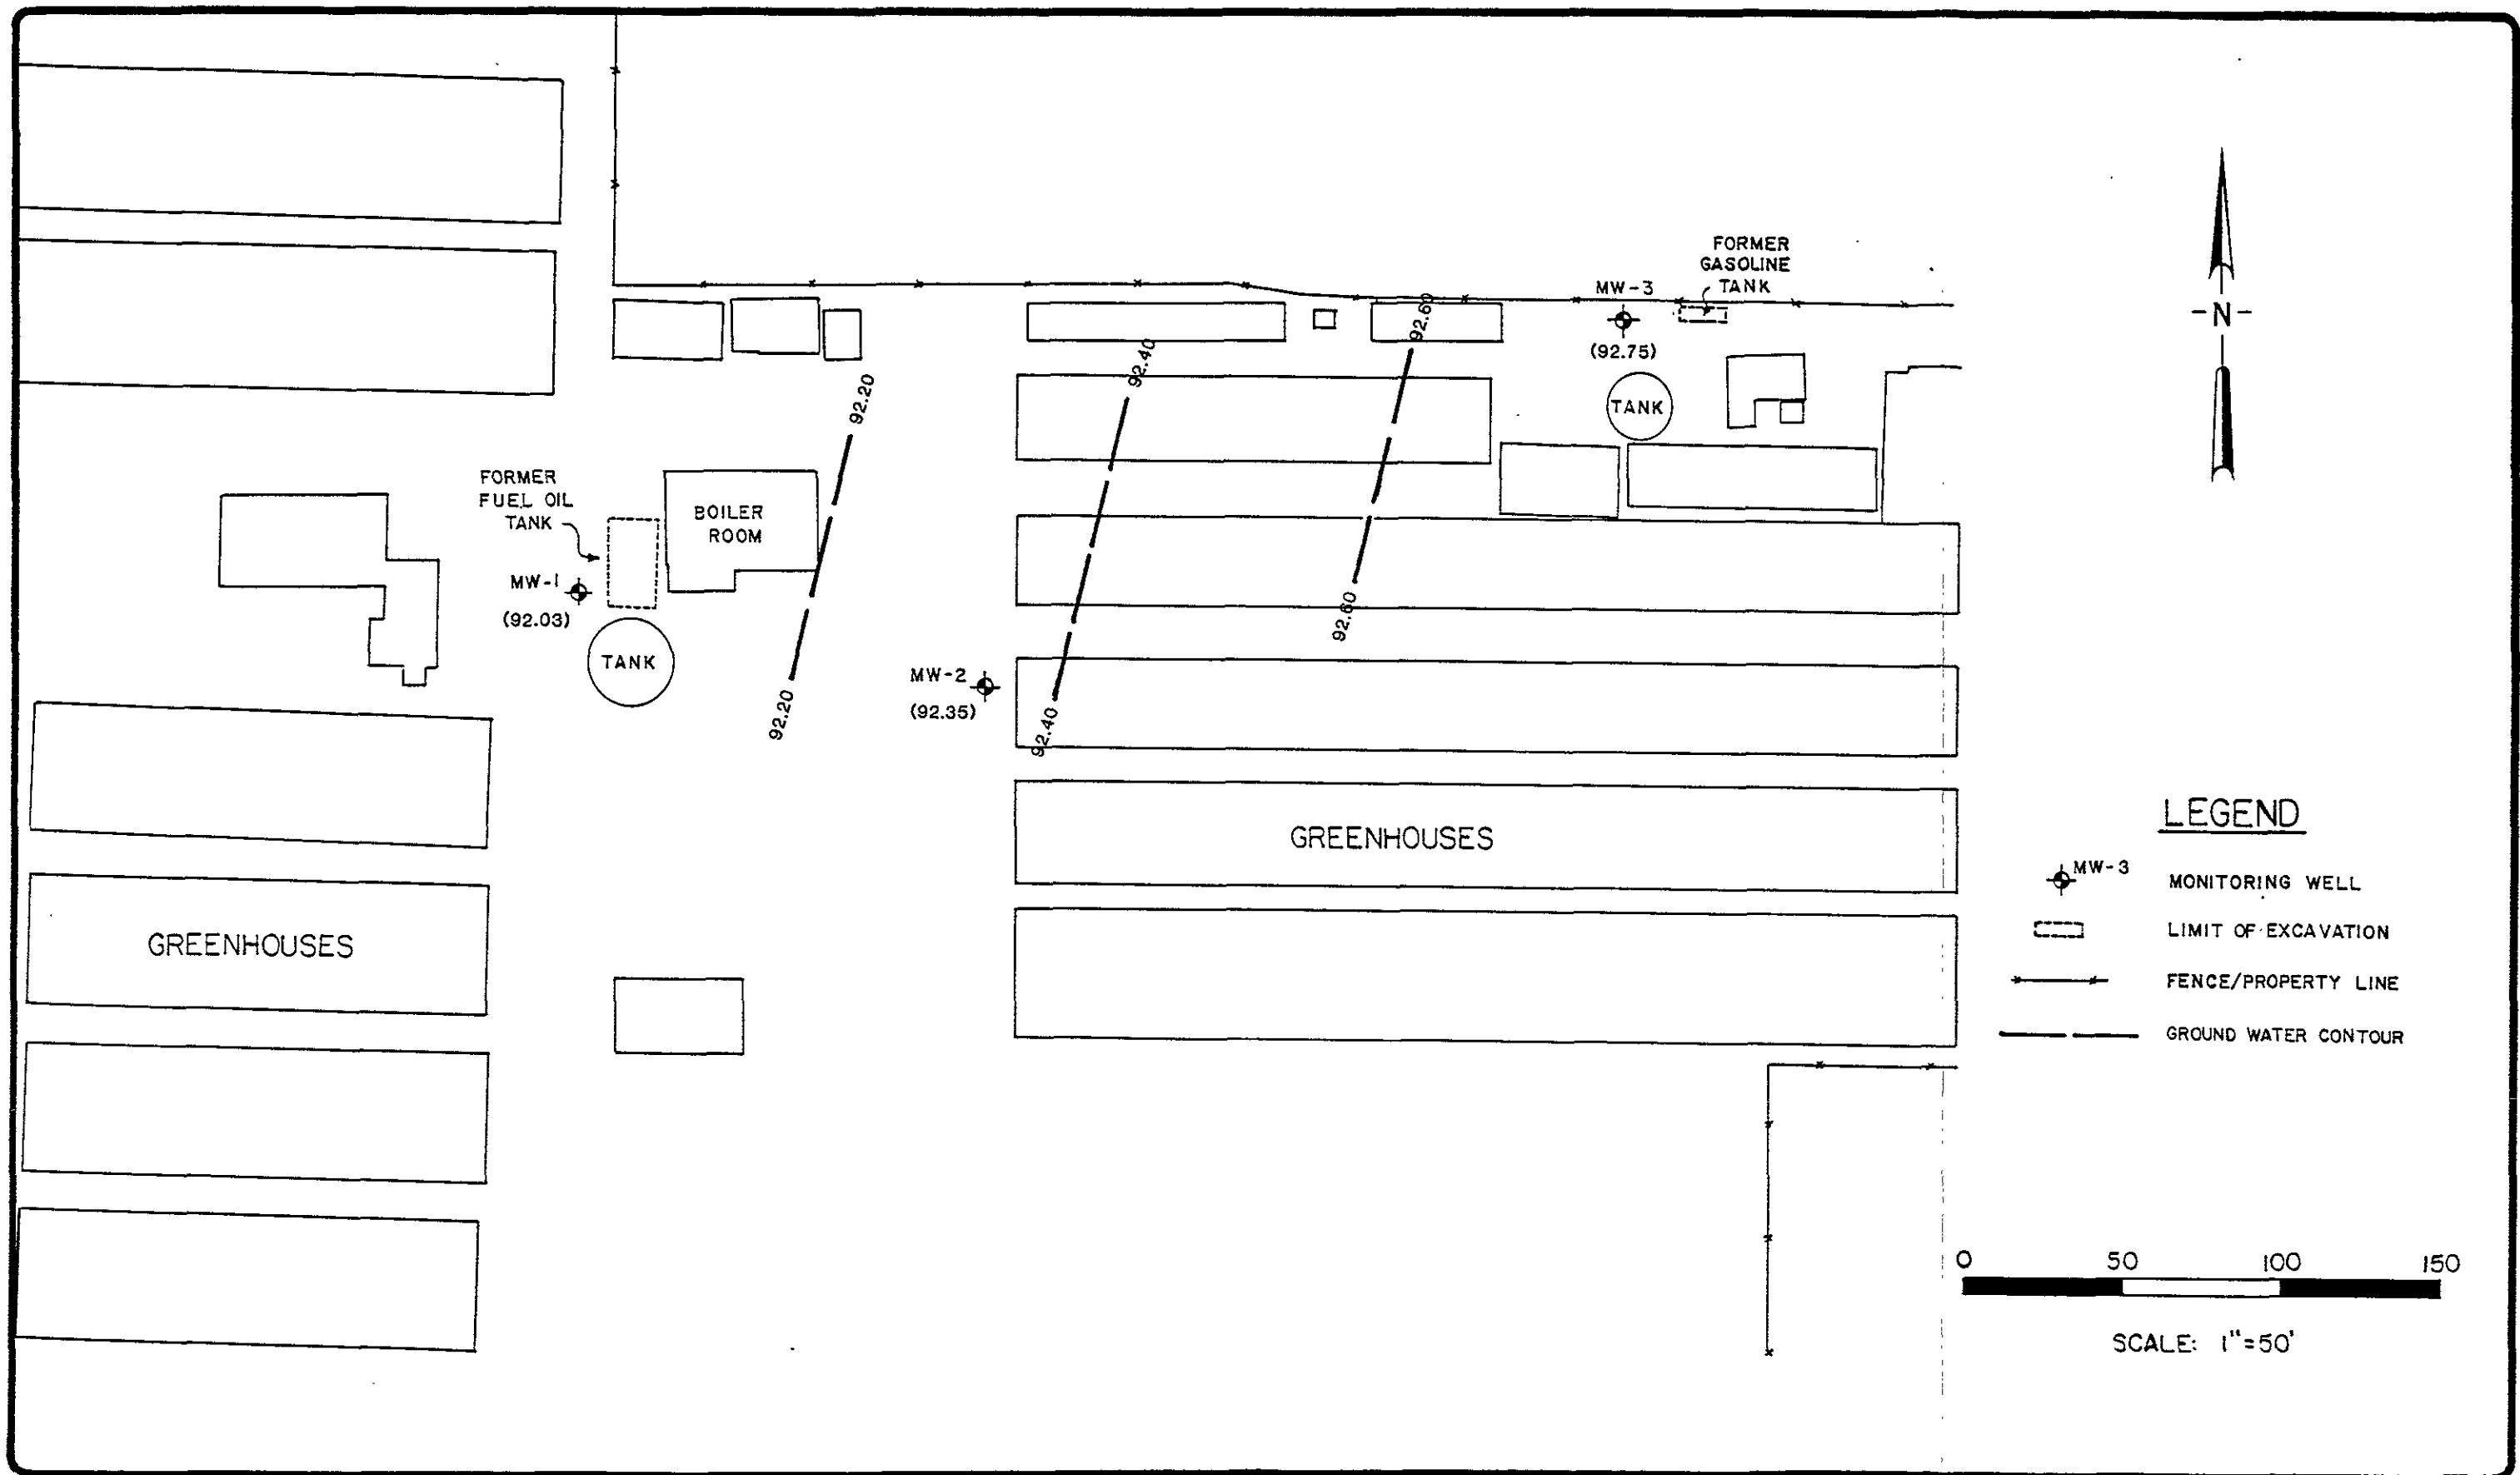 FORMER
GASOLINE
TANK
MW-3
(92.75)
TANK
-N-
92.60
92.40
92.20
FORMER
FUEL OIL
TANK
BOILER
ROOM
MW-1
(92.03)
TANK
92.60
MW-2
(92.35)
92.20
92.40
GREENHOUSES
GREENHOUSES
LEGEND
MW-3
MONITORING WELL
LIMIT OF EXCAVATION
FENCE/PROPERTY LINE
GROUND WATER CONTOUR
0 50 100 150
SCALE: 1"=50'